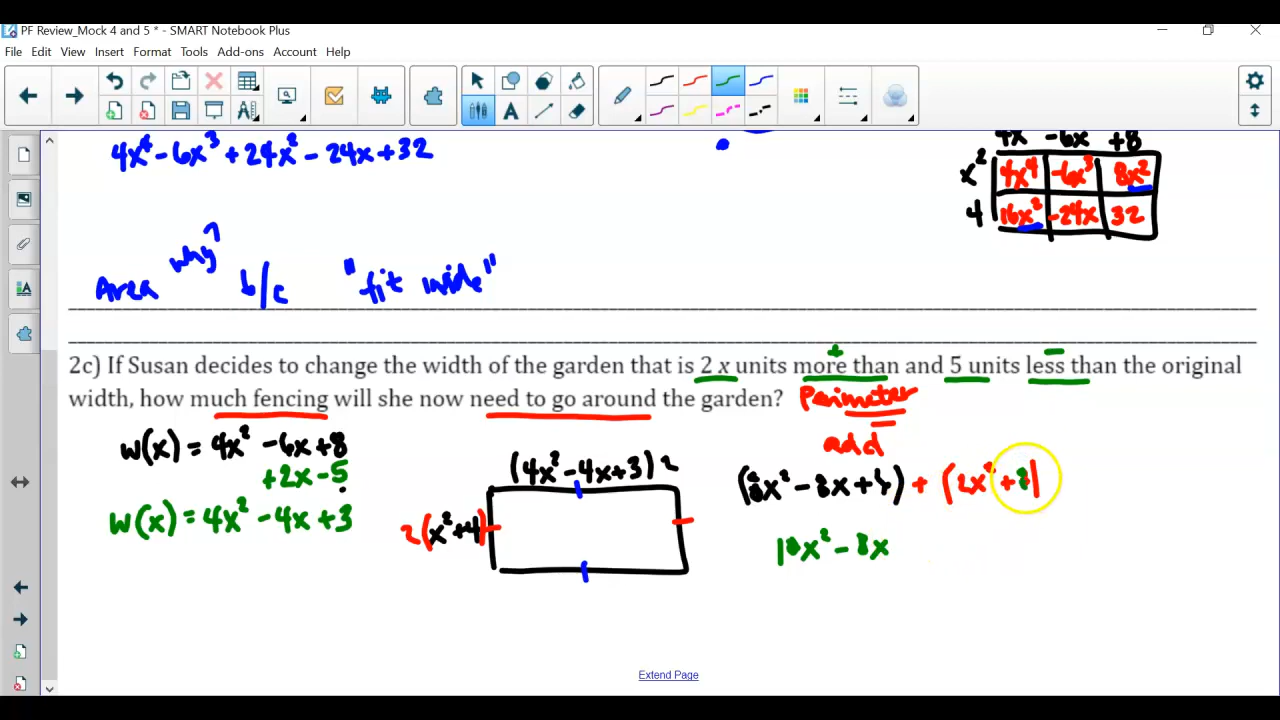 PF Review_Mock 4 and 5 * - SMART Notebook Plus
File Edit View Insert Format Tools Add-ons Account Help
4x⁴ - 6x³ + 24x² - 24x + 32
4x -6x +8
x² 4x⁴ -6x³ 8x²
4 16x² -24x 32
Area why? b/c "fit inside"
2c) If Susan decides to change the width of the garden that is 2 x units more than and 5 units less than the original
+ −
width, how much fencing will she now need to go around the garden? Perimeter
add
w(x) = 4x² - 6x + 8
+2x - 5
w(x) = 4x² - 4x + 3
(4x² - 4x + 3) 2
2(x² + 4)
+ (2x² + 8
10x² - 8x
Extend Page